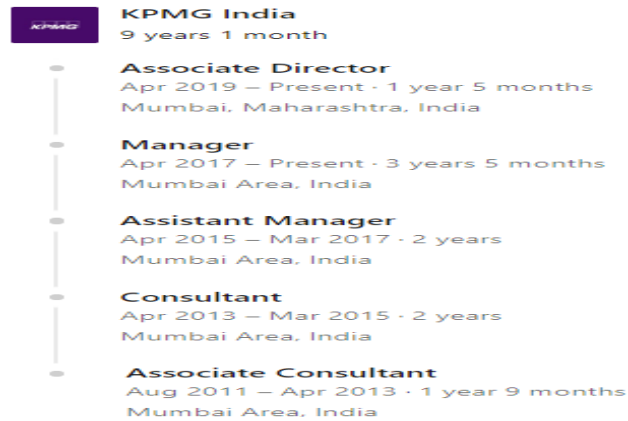 KPMG
KPMG India
9 years 1 month
Associate Director
Apr 2019 – Present · 1 year 5 months
Mumbai, Maharashtra, India
Manager
Apr 2017 – Present · 3 years 5 months
Mumbai Area, India
Assistant Manager
Apr 2015 – Mar 2017 · 2 years
Mumbai Area, India
Consultant
Apr 2013 – Mar 2015 · 2 years
Mumbai Area, India
Associate Consultant
Aug 2011 – Apr 2013 · 1 year 9 months
Mumbai Area, India